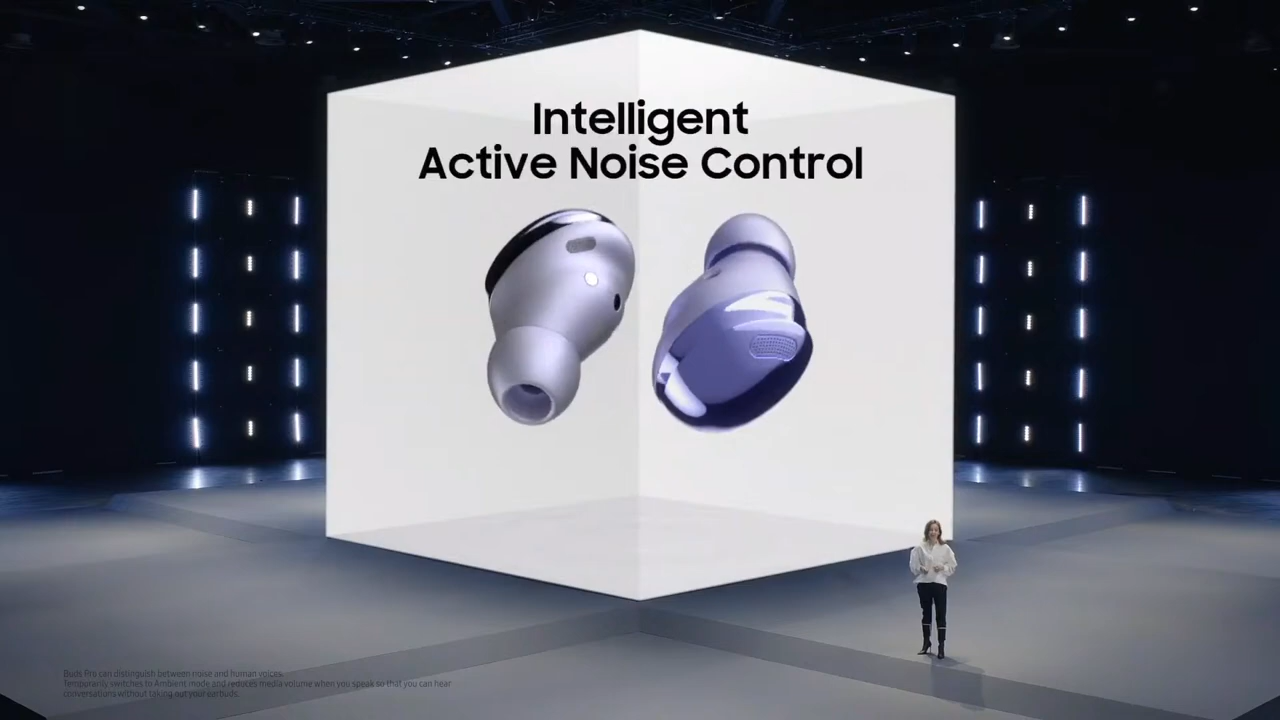 Intelligent
Active Noise Control
Buds Pro can distinguish between noise and human voices.
Temporarily switches to Ambient mode and reduces media volume when you speak so that you can hear
conversations without taking out your earbuds.